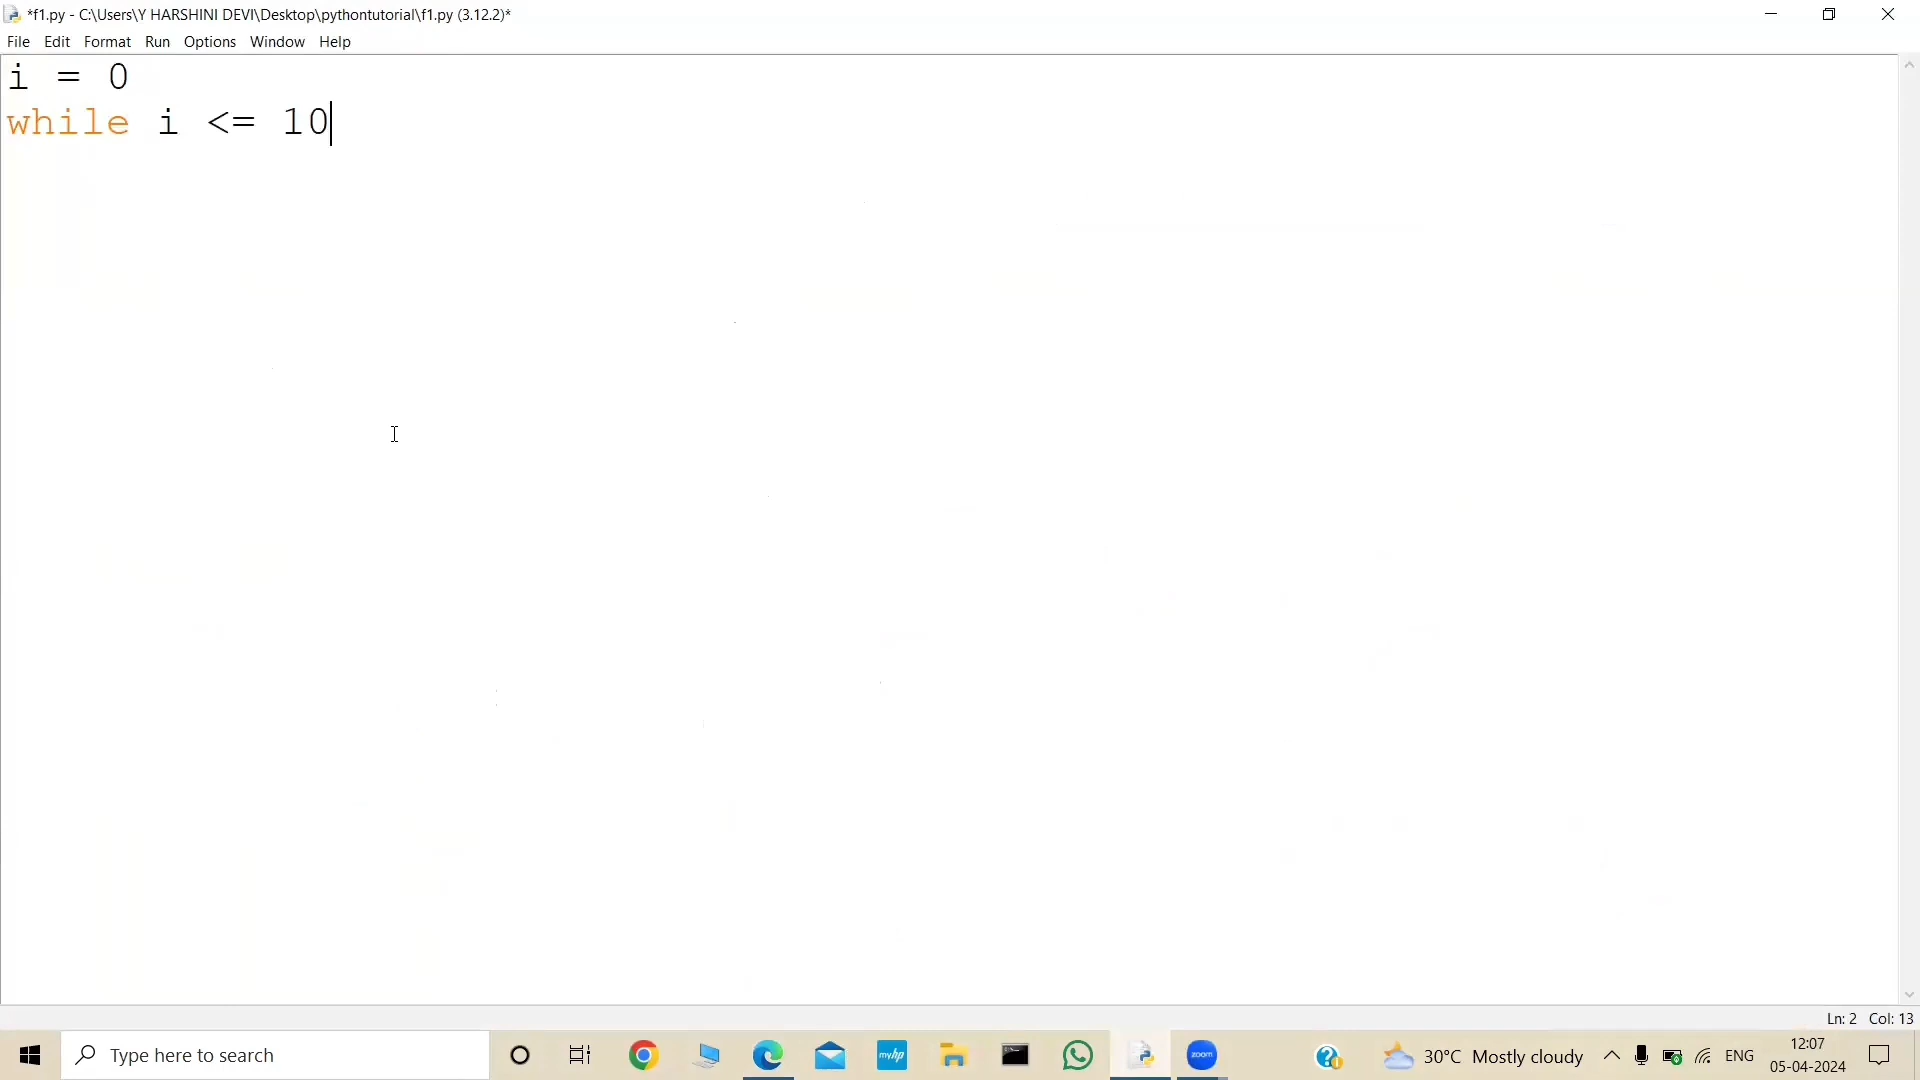 *f1.py - C:\Users\Y HARSHINI DEVI\Desktop\pythontutorial\f1.py (3.12.2)*
File Edit Format Run Options Window Help
i = 0
while i <= 10
Ln: 2 Col: 13
Type here to search
myhp
zoom
30°C Mostly cloudy
ENG
12:07
05-04-2024